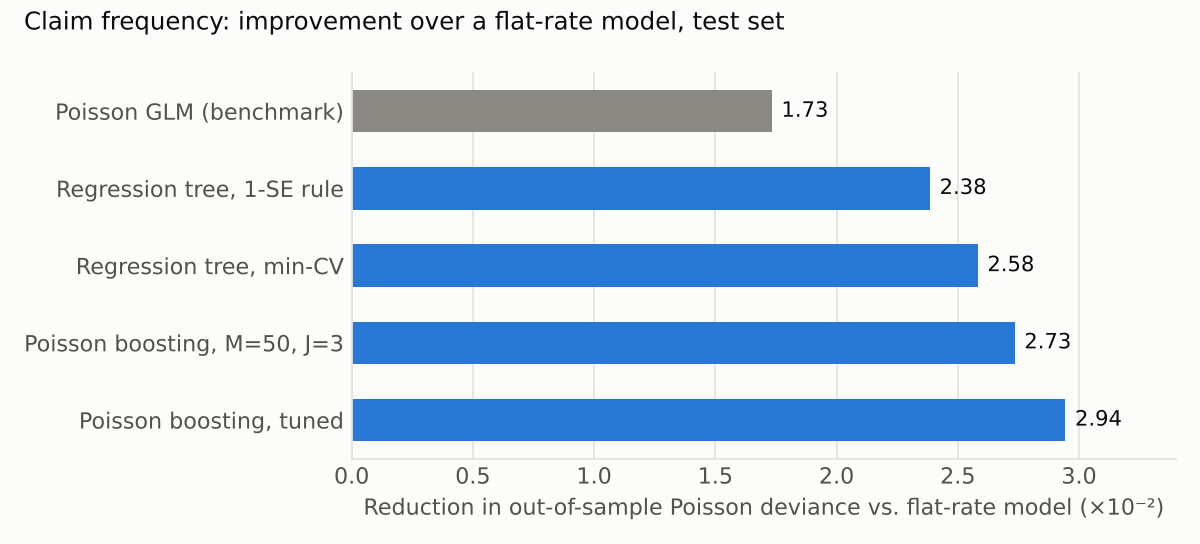 Claim frequency: improvement over a flat-rate model, test set
Poisson GLM (benchmark)
1.73
Regression tree, 1-SE rule
2.38
Regression tree, min-CV
2.58
Poisson boosting, M=50, J=3
2.73
Poisson boosting, tuned
2.94
0.0 0.5 1.0 1.5 2.0 2.5 3.0
Reduction in out-of-sample Poisson deviance vs. flat-rate model (×10⁻²)